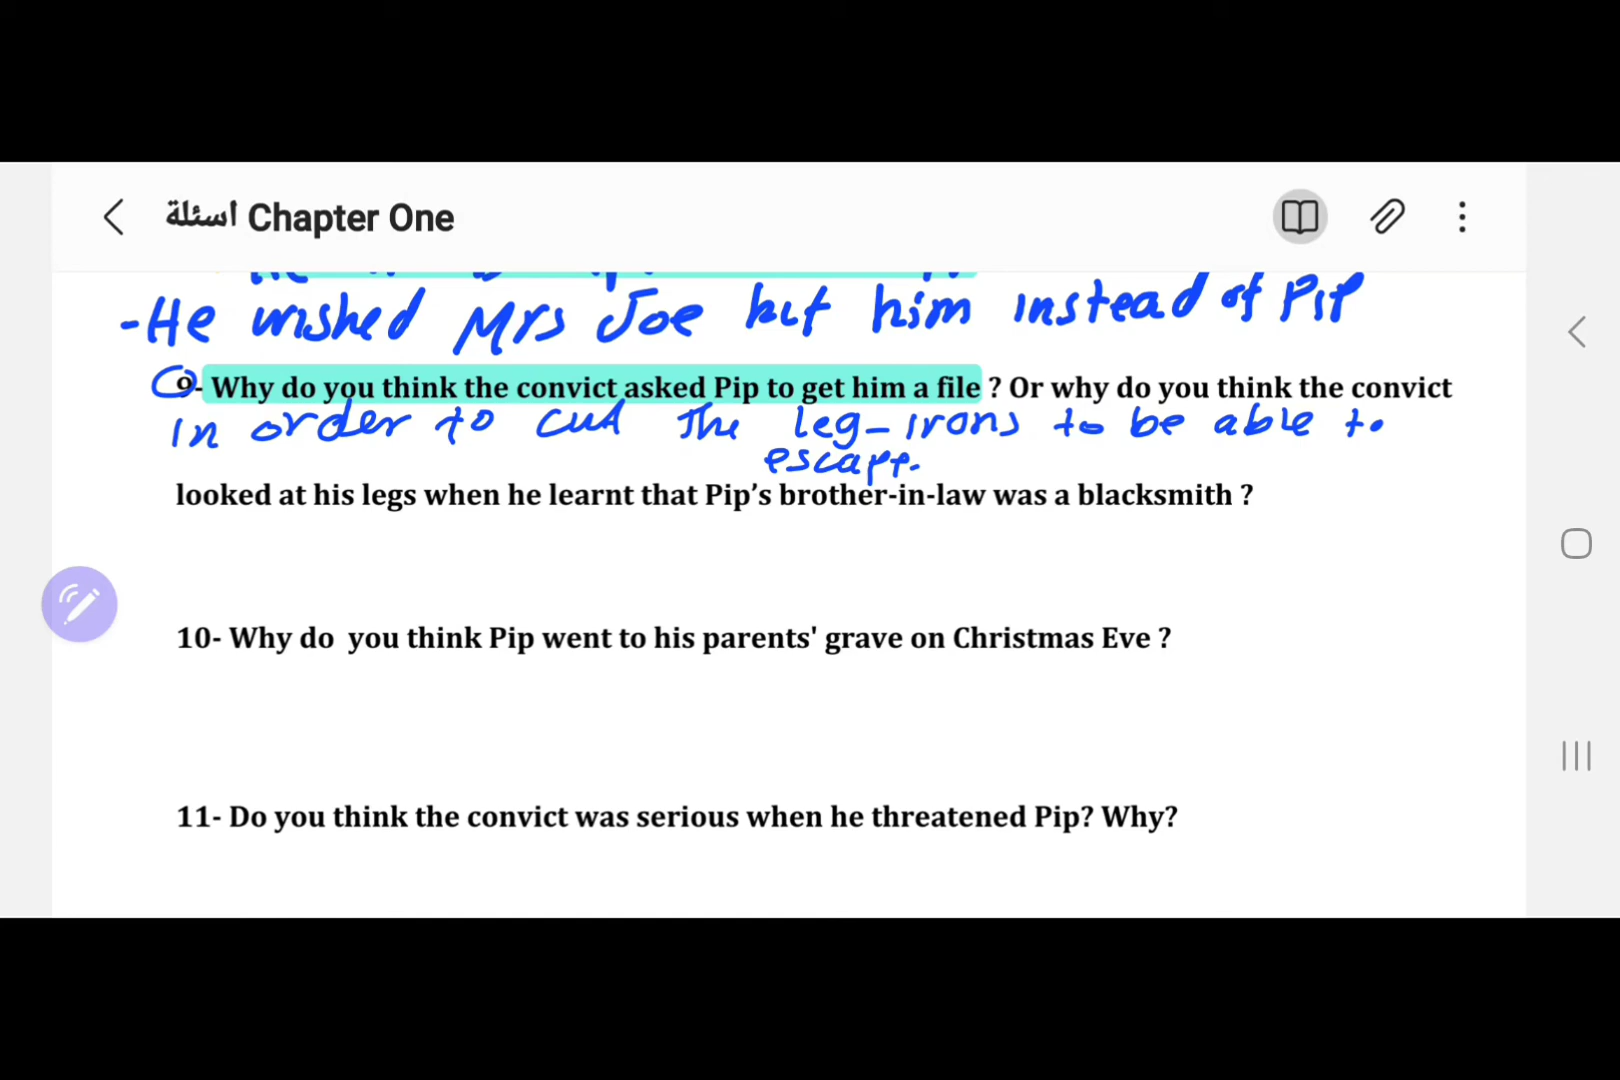 اسئلة Chapter One
- He wished Mrs Joe hit him instead of Pip
9- Why do you think the convict asked Pip to get him a file ? Or why do you think the convict
in order to cut The leg-irons to be able to
escape.
looked at his legs when he learnt that Pip’s brother-in-law was a blacksmith ?
10- Why do you think Pip went to his parents' grave on Christmas Eve ?
11- Do you think the convict was serious when he threatened Pip? Why?